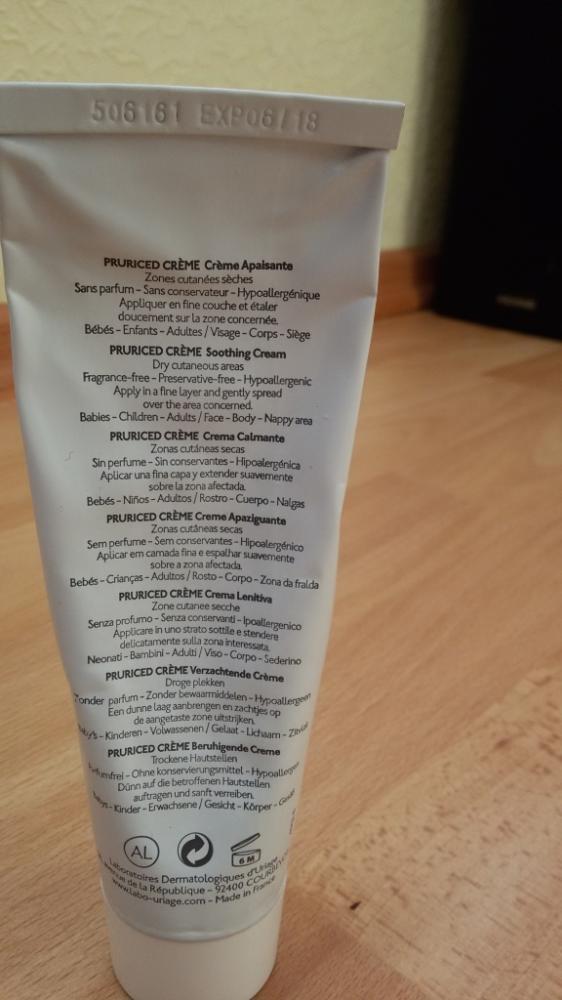 506161 EXP06/18
PRURICED CRÈME Crème Apaisante
Zones cutanées sèches
Sans parfum - Sans conservateur - Hypoallergénique
Appliquer en fine couche et étaler
doucement sur la zone concernée.
Bébés - Enfants - Adultes / Visage - Corps - Siège
PRURICED CRÈME Soothing Cream
Dry cutaneous areas
Fragrance-free - Preservative-free - Hypoallergenic
Apply in a fine layer and gently spread
over the area concerned.
Babies - Children - Adults / Face - Body - Nappy area
PRURICED CRÈME Crema Calmante
Zonas cutáneas secas
Sin perfume - Sin conservantes - Hipoalergénica
Aplicar una fina capa y extender suavemente
sobre la zona afectada.
Bebés - Niños - Adultos / Rostro - Cuerpo - Nalgas
PRURICED CRÈME Creme Apaziguante
Zonas cutâneas secas
Sem perfume - Sem conservantes - Hipoalergénico
Aplicar em camada fina e espalhar suavemente
sobre a zona afectada.
Bebés - Crianças - Adultos / Rosto - Corpo - Zona da fralda
PRURICED CRÈME Crema Lenitiva
Zone cutanee secche
Senza profumo - Senza conservanti - Ipoallergenico
Applicare in uno strato sottile e stendere
delicatamente sulla zona interessata.
Neonati - Bambini - Adulti / Viso - Corpo - Sederino
PRURICED CRÈME Verzachtende Crème
Droge plekken
Zonder parfum - Zonder bewaarmiddelen - Hypoallergeen
Een dunne laag aanbrengen en zachtjes op
de aangetaste zone uitstrijken.
Baby's - Kinderen - Volwassenen / Gelaat - Lichaam -
PRURICED CRÈME Beruhigende Creme
Trockene Hautstellen
Parfumfrei - Ohne konservierungsmittel - Hypoallergen
Dünn auf die betroffenen Hautstellen
auftragen und sanft verreiben.
Babys - Kinder - Erwachsene / Gesicht - Körper -
AL
6 M
Laboratoires Dermatologiques d'Uriage
de la République - 92400
www.labo-uriage.com - Made in France